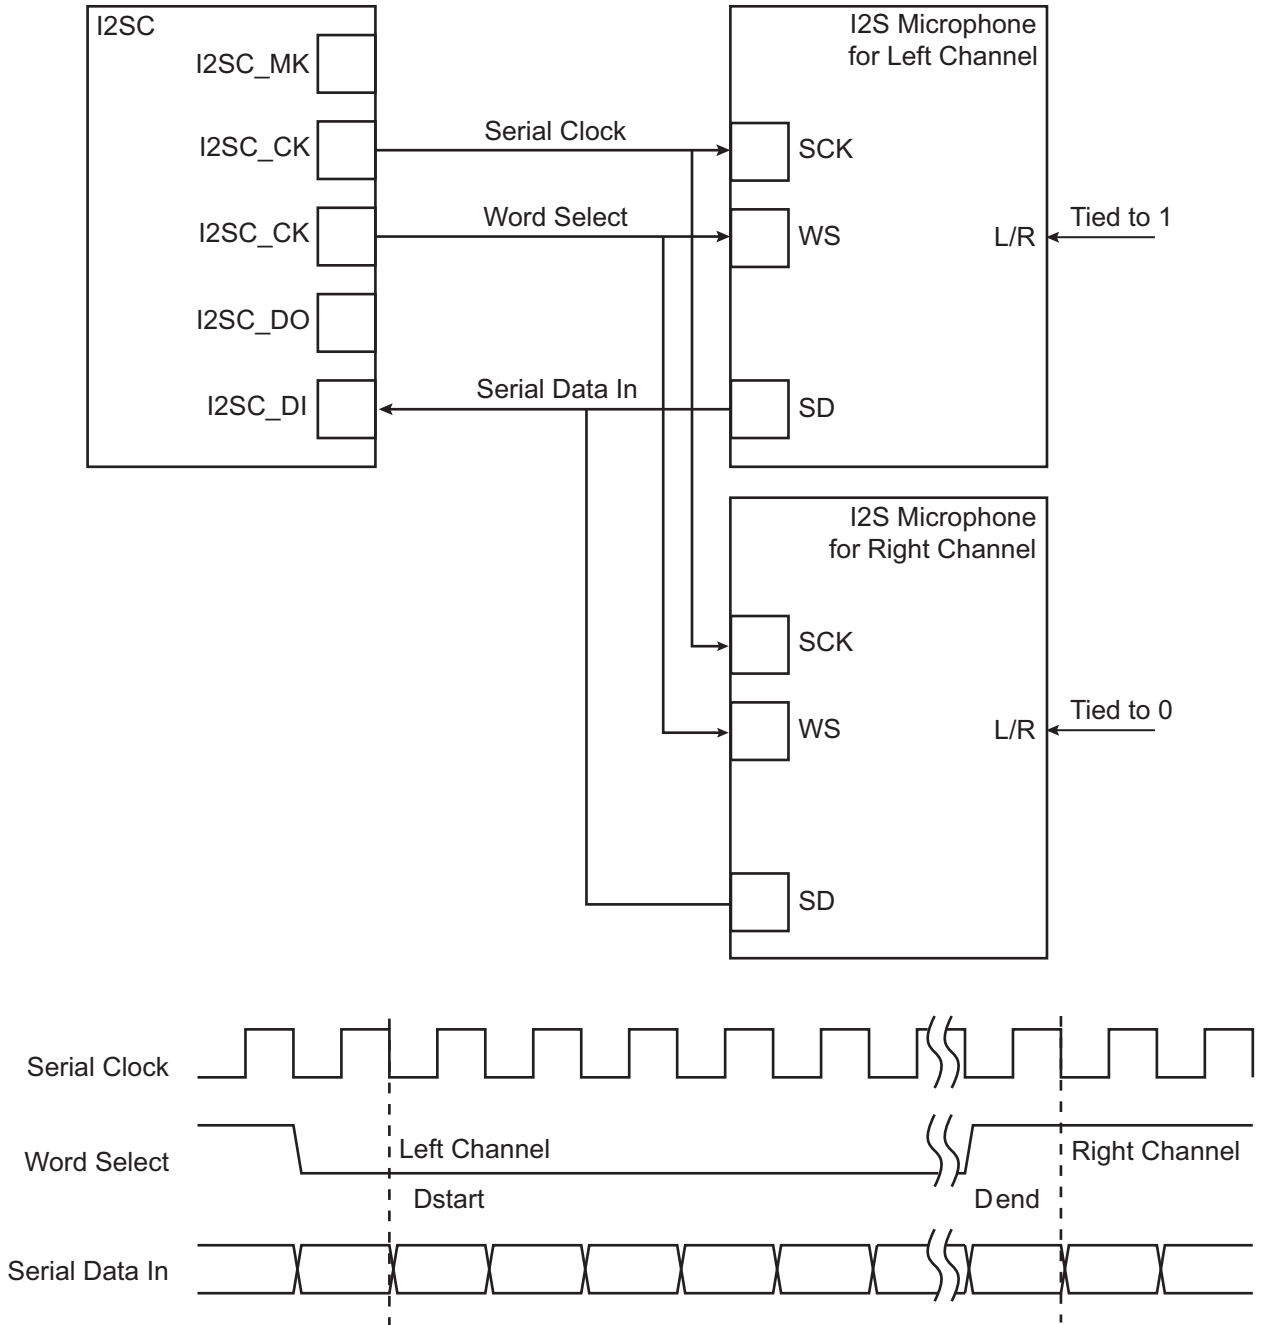 I2SC
I2SC_MK
I2SC_CK
I2SC_CK
I2SC_DO
I2SC_DI
Serial Clock
Word Select
Serial Data In
I2S Microphone
for Left Channel
SCK
WS
L/R
Tied to 1
SD
I2S Microphone
for Right Channel
SCK
WS
L/R
Tied to 0
SD
Serial Clock
Word Select
Left Channel
Right Channel
Dstart
Dend
Serial Data In